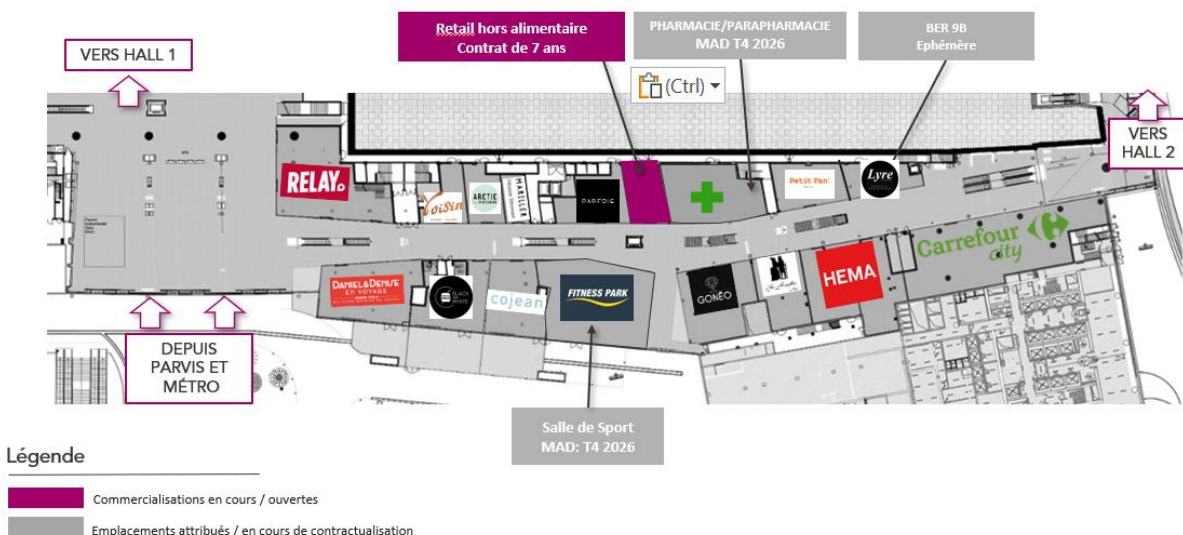 Retail hors alimentaire
Contrat de 7 ans
PHARMACIE/PARAPHARMACIE
MAD T4 2026
BER 9B
Ephémère
VERS HALL 1
(Ctrl)
VERS
HALL 2
RELAY
Voisin
ARCTIC
MARAILLER
PARFOIS
Petit Pan
Lyre
Carrefour
city
DANIEL&DENISE
EN VOYAGE
BLACK
WHITE
cojean
FITNESS PARK
GONÉO
HEMA
DEPUIS
PARVIS ET
MÉTRO
Salle de Sport
MAD: T4 2026
Légende
Commercialisations en cours / ouvertes
Emplacements attribués / en cours de contractualisation